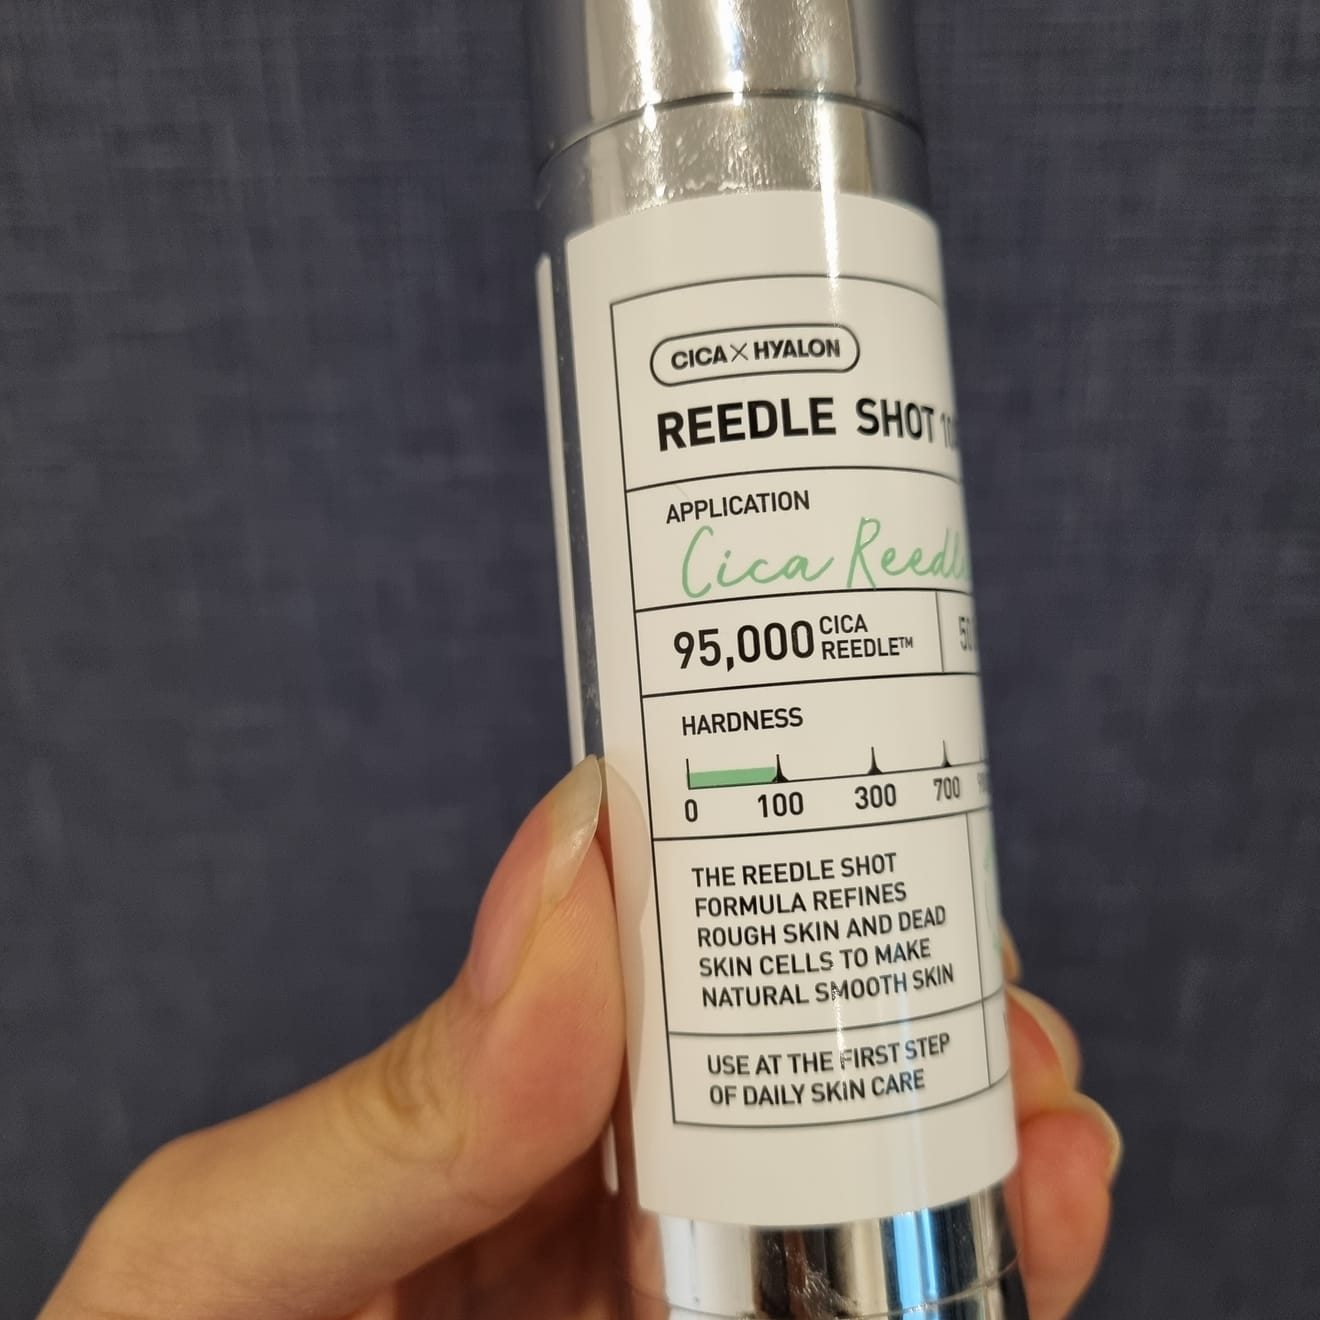 CICA×HYALON
REEDLE SHOT
APPLICATION
Cica Reedle
95,000 CICA REEDLE™
HARDNESS
0 100 300 700
THE REEDLE SHOT
FORMULA REFINES
ROUGH SKIN AND DEAD
SKIN CELLS TO MAKE
NATURAL SMOOTH SKIN
USE AT THE FIRST STEP
OF DAILY SKIN CARE